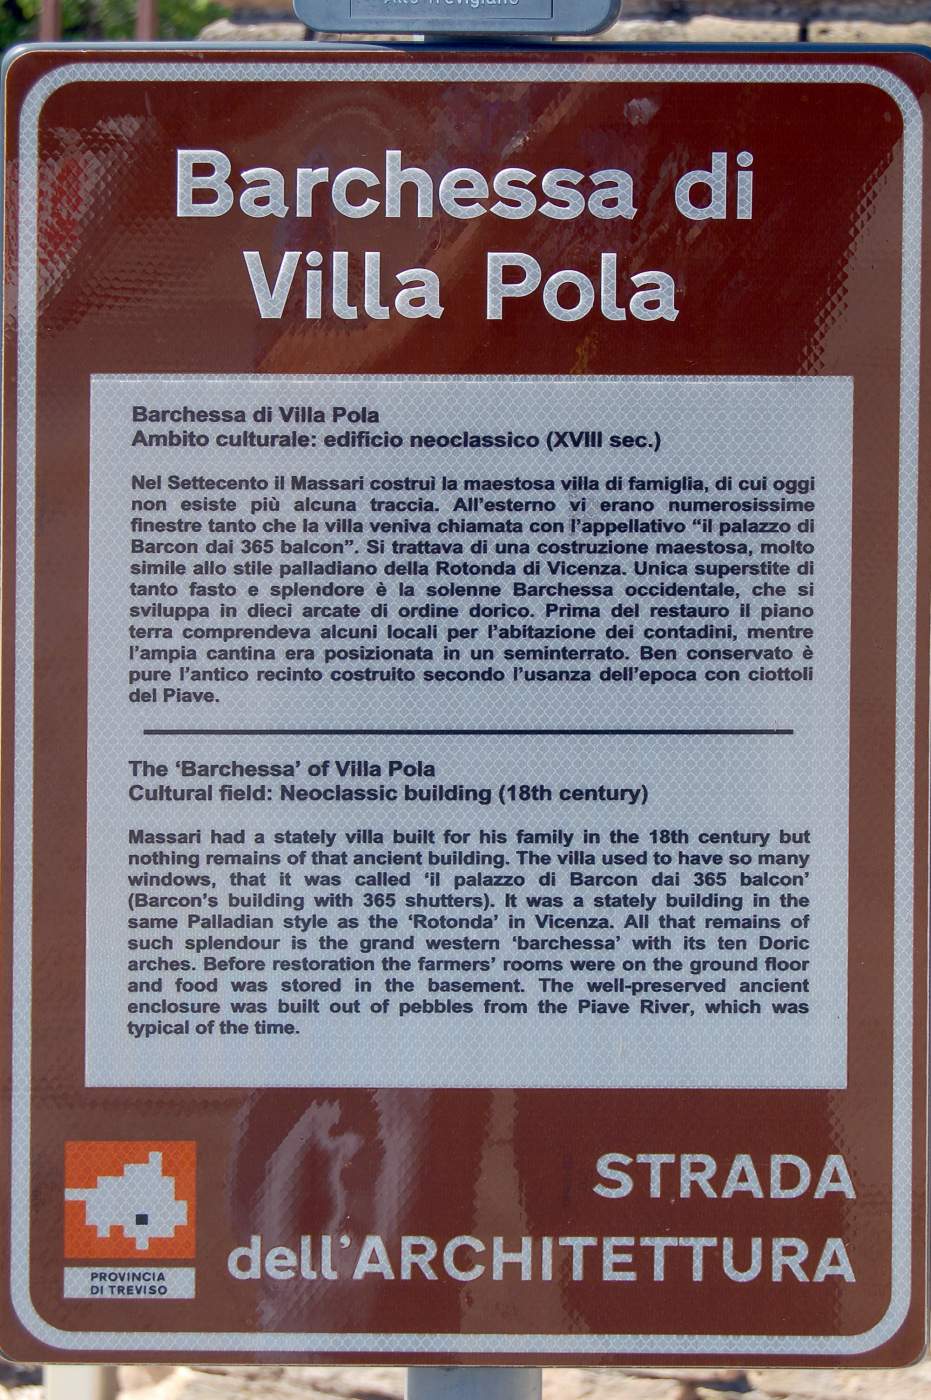 Alto Trevigiano
Barchessa di
Villa Pola
Barchessa di Villa Pola
Ambito culturale: edificio neoclassico (XVIII sec.)
Nel Settecento il Massari costruì la maestosa villa di famiglia, di cui oggi
non esiste più alcuna traccia. All'esterno vi erano numerosissime
finestre tanto che la villa veniva chiamata con l'appellativo "il palazzo di
Barcon dai 365 balcon". Si trattava di una costruzione maestosa, molto
simile allo stile palladiano della Rotonda di Vicenza. Unica superstite di
tanto fasto e splendore è la solenne Barchessa occidentale, che si
sviluppa in dieci arcate di ordine dorico. Prima del restauro il piano
terra comprendeva alcuni locali per l'abitazione dei contadini, mentre
l'ampia cantina era posizionata in un seminterrato. Ben conservato è
pure l'antico recinto costruito secondo l'usanza dell'epoca con ciottoli
del Piave.
The ‘Barchessa’ of Villa Pola
Cultural field: Neoclassic building (18th century)
Massari had a stately villa built for his family in the 18th century but
nothing remains of that ancient building. The villa used to have so many
windows, that it was called ‘il palazzo di Barcon dai 365 balcon’
(Barcon's building with 365 shutters). It was a stately building in the
same Palladian style as the ‘Rotonda’ in Vicenza. All that remains of
such splendour is the grand western ‘barchessa’ with its ten Doric
arches. Before restoration the farmers’ rooms were on the ground floor
and food was stored in the basement. The well-preserved ancient
enclosure was built out of pebbles from the Piave River, which was
typical of the time.
STRADA
dell'ARCHITETTURA
PROVINCIA
DI TREVISO